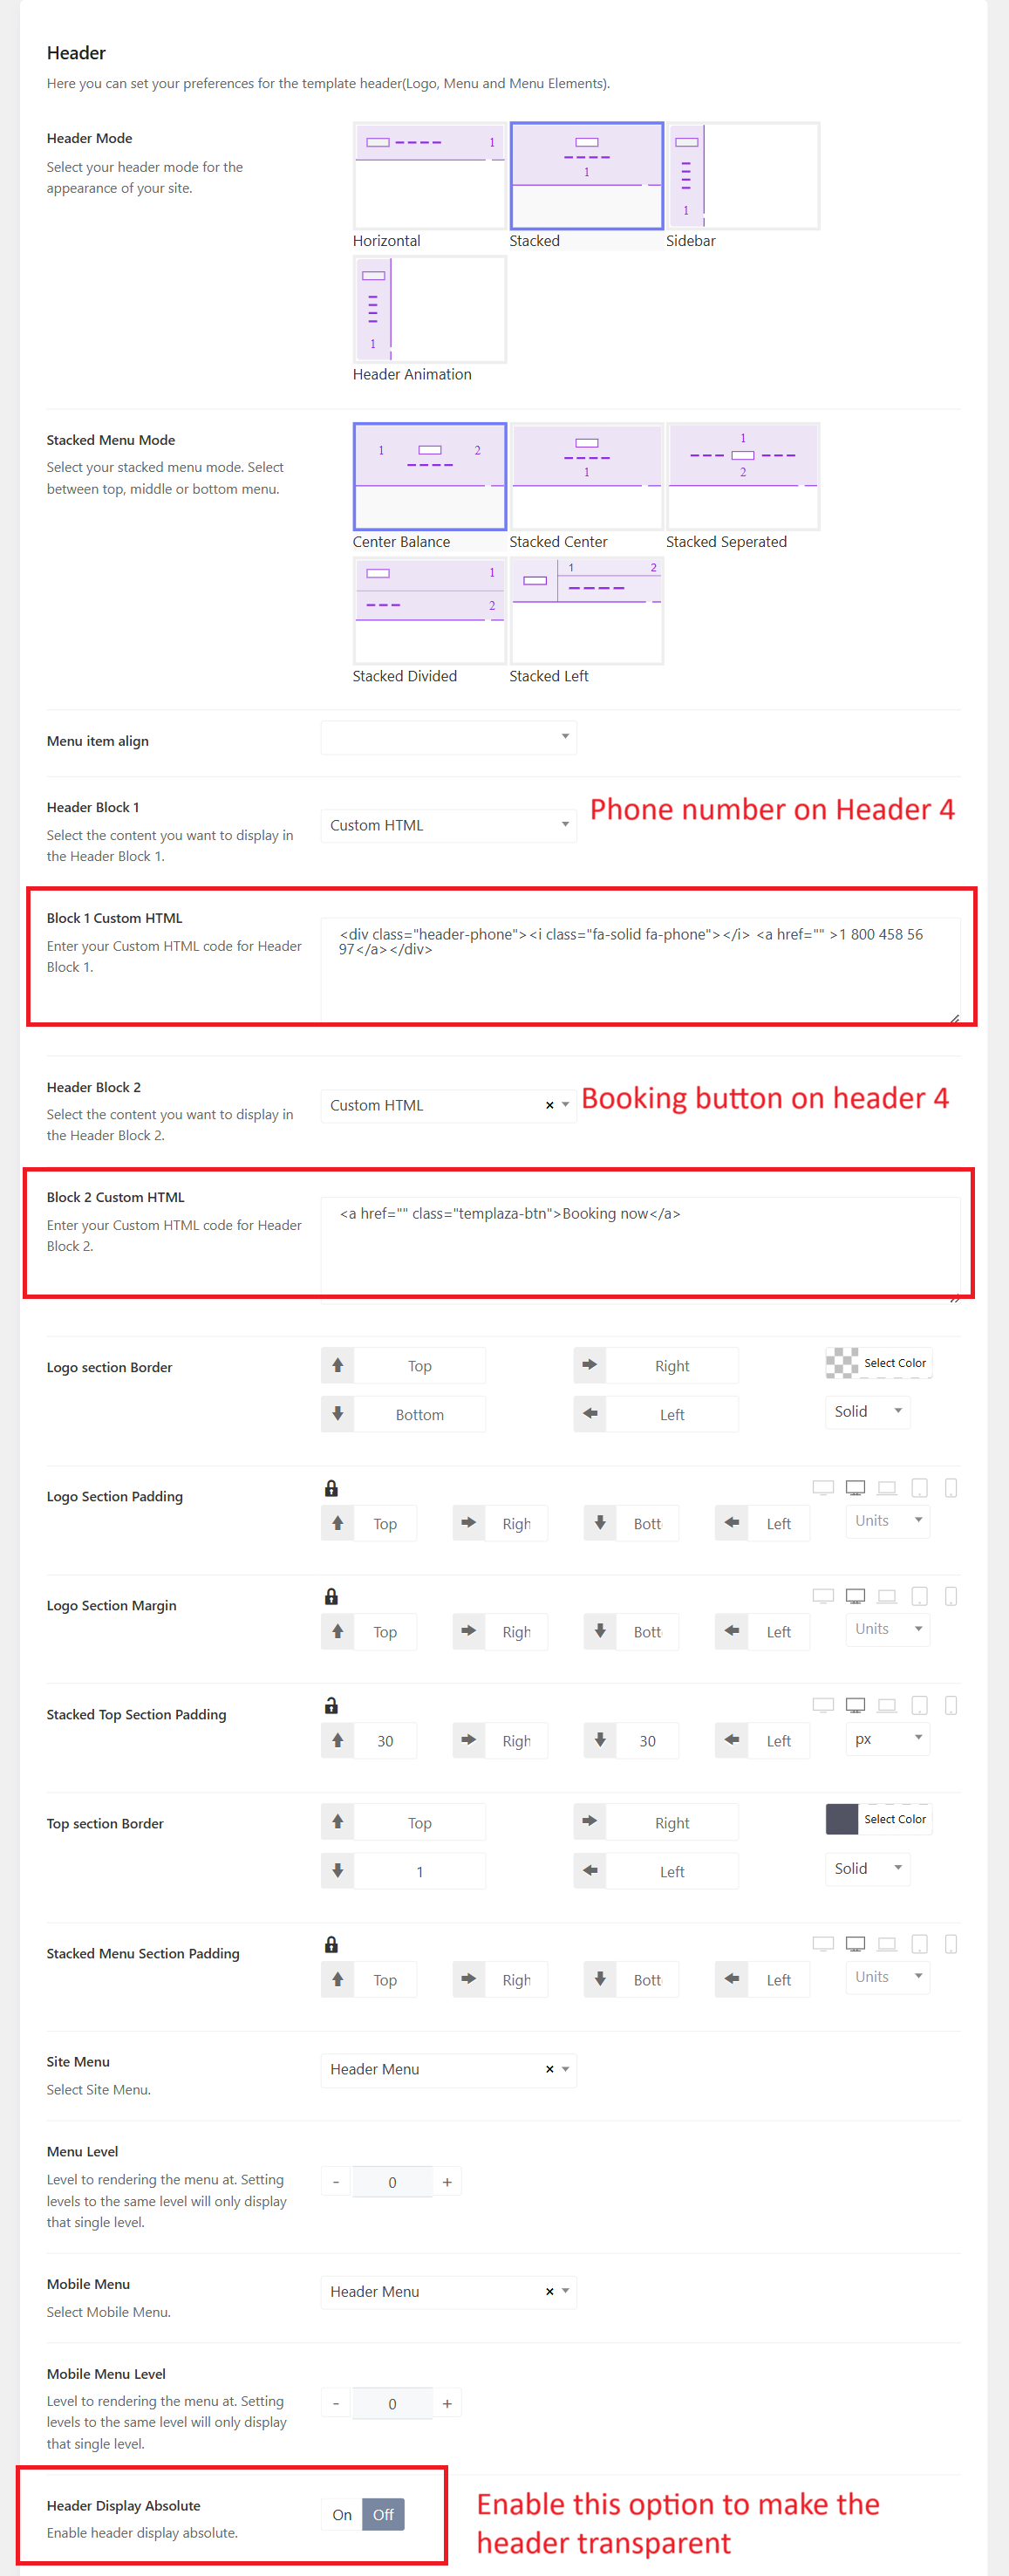 Header
Here you can set your preferences for the template header(Logo, Menu and Menu Elements).
Header Mode
Select your header mode for the
appearance of your site.
1
1
1
Horizontal
Stacked
Sidebar
1
Header Animation
Stacked Menu Mode
Select your stacked menu mode. Select
between top, middle or bottom menu.
1 2
1
1
2
Center Balance
Stacked Center
Stacked Seperated
1
2
1 2
Stacked Divided
Stacked Left
Menu item align
Header Block 1
Select the content you want to display in
the Header Block 1.
Custom HTML
Phone number on Header 4
Block 1 Custom HTML
Enter your Custom HTML code for Header
Block 1.
<div class="header-phone"><i class="fa-solid fa-phone"></i> <a href="" >1 800 458 56
97</a></div>
Header Block 2
Select the content you want to display in
the Header Block 2.
Custom HTML ×
Booking button on header 4
Block 2 Custom HTML
Enter your Custom HTML code for Header
Block 2.
<a href="" class="templaza-btn">Booking now</a>
Logo section Border
Top
Right
Select Color
Bottom
Left
Solid
Logo Section Padding
Top
Righ
Bott
Left
Units
Logo Section Margin
Top
Righ
Bott
Left
Units
Stacked Top Section Padding
30
Righ
30
Left
px
Top section Border
Top
Right
Select Color
1
Left
Solid
Stacked Menu Section Padding
Top
Righ
Bott
Left
Units
Site Menu
Select Site Menu.
Header Menu ×
Menu Level
Level to rendering the menu at. Setting
levels to the same level will only display
that single level.
- 0 +
Mobile Menu
Select Mobile Menu.
Header Menu ×
Mobile Menu Level
Level to rendering the menu at. Setting
levels to the same level will only display
that single level.
- 0 +
Header Display Absolute
Enable header display absolute.
On Off
Enable this option to make the
header transparent